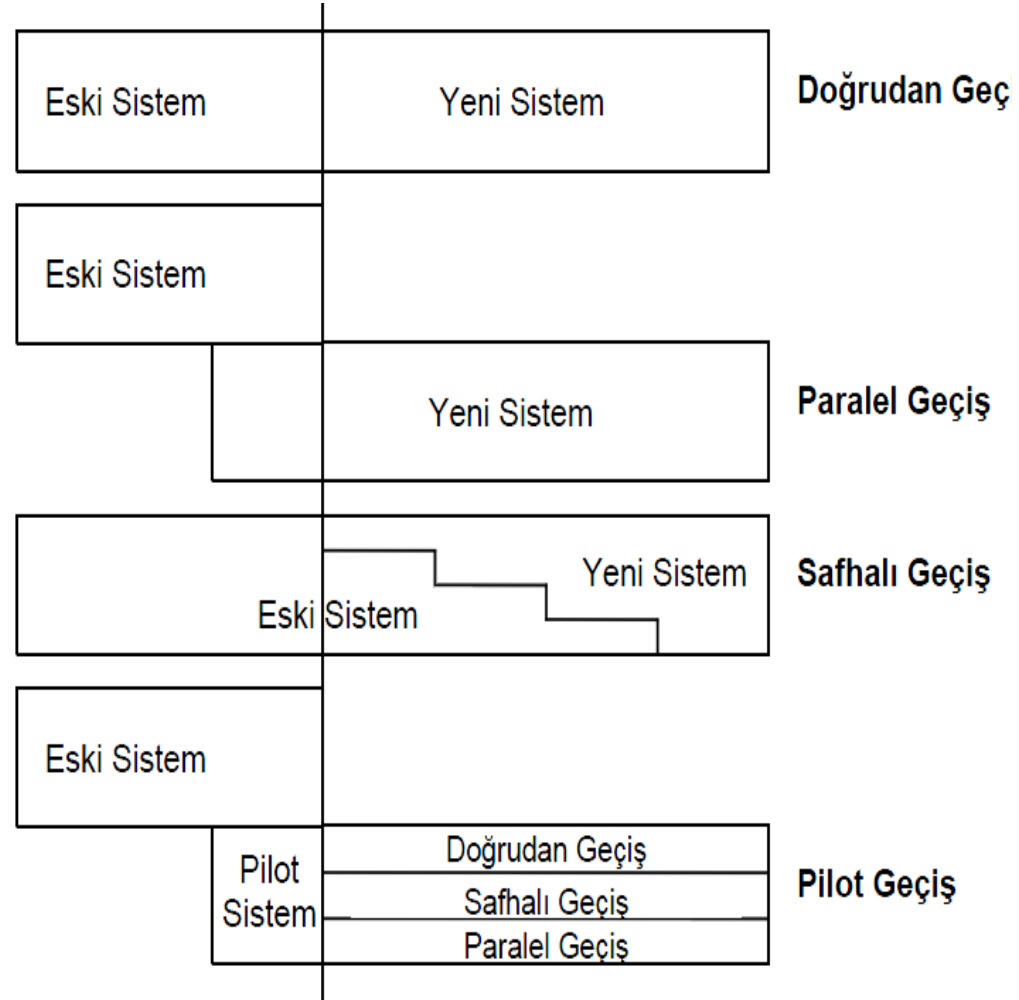 Eski Sistem Yeni Sistem Doğrudan Geç
Eski Sistem
Yeni Sistem Paralel Geçiş
Yeni Sistem Safhalı Geçiş
Eski Sistem
Eski Sistem
Doğrudan Geçiş
Pilot
Sistem
Safhalı Geçiş
Pilot Geçiş
Paralel Geçiş